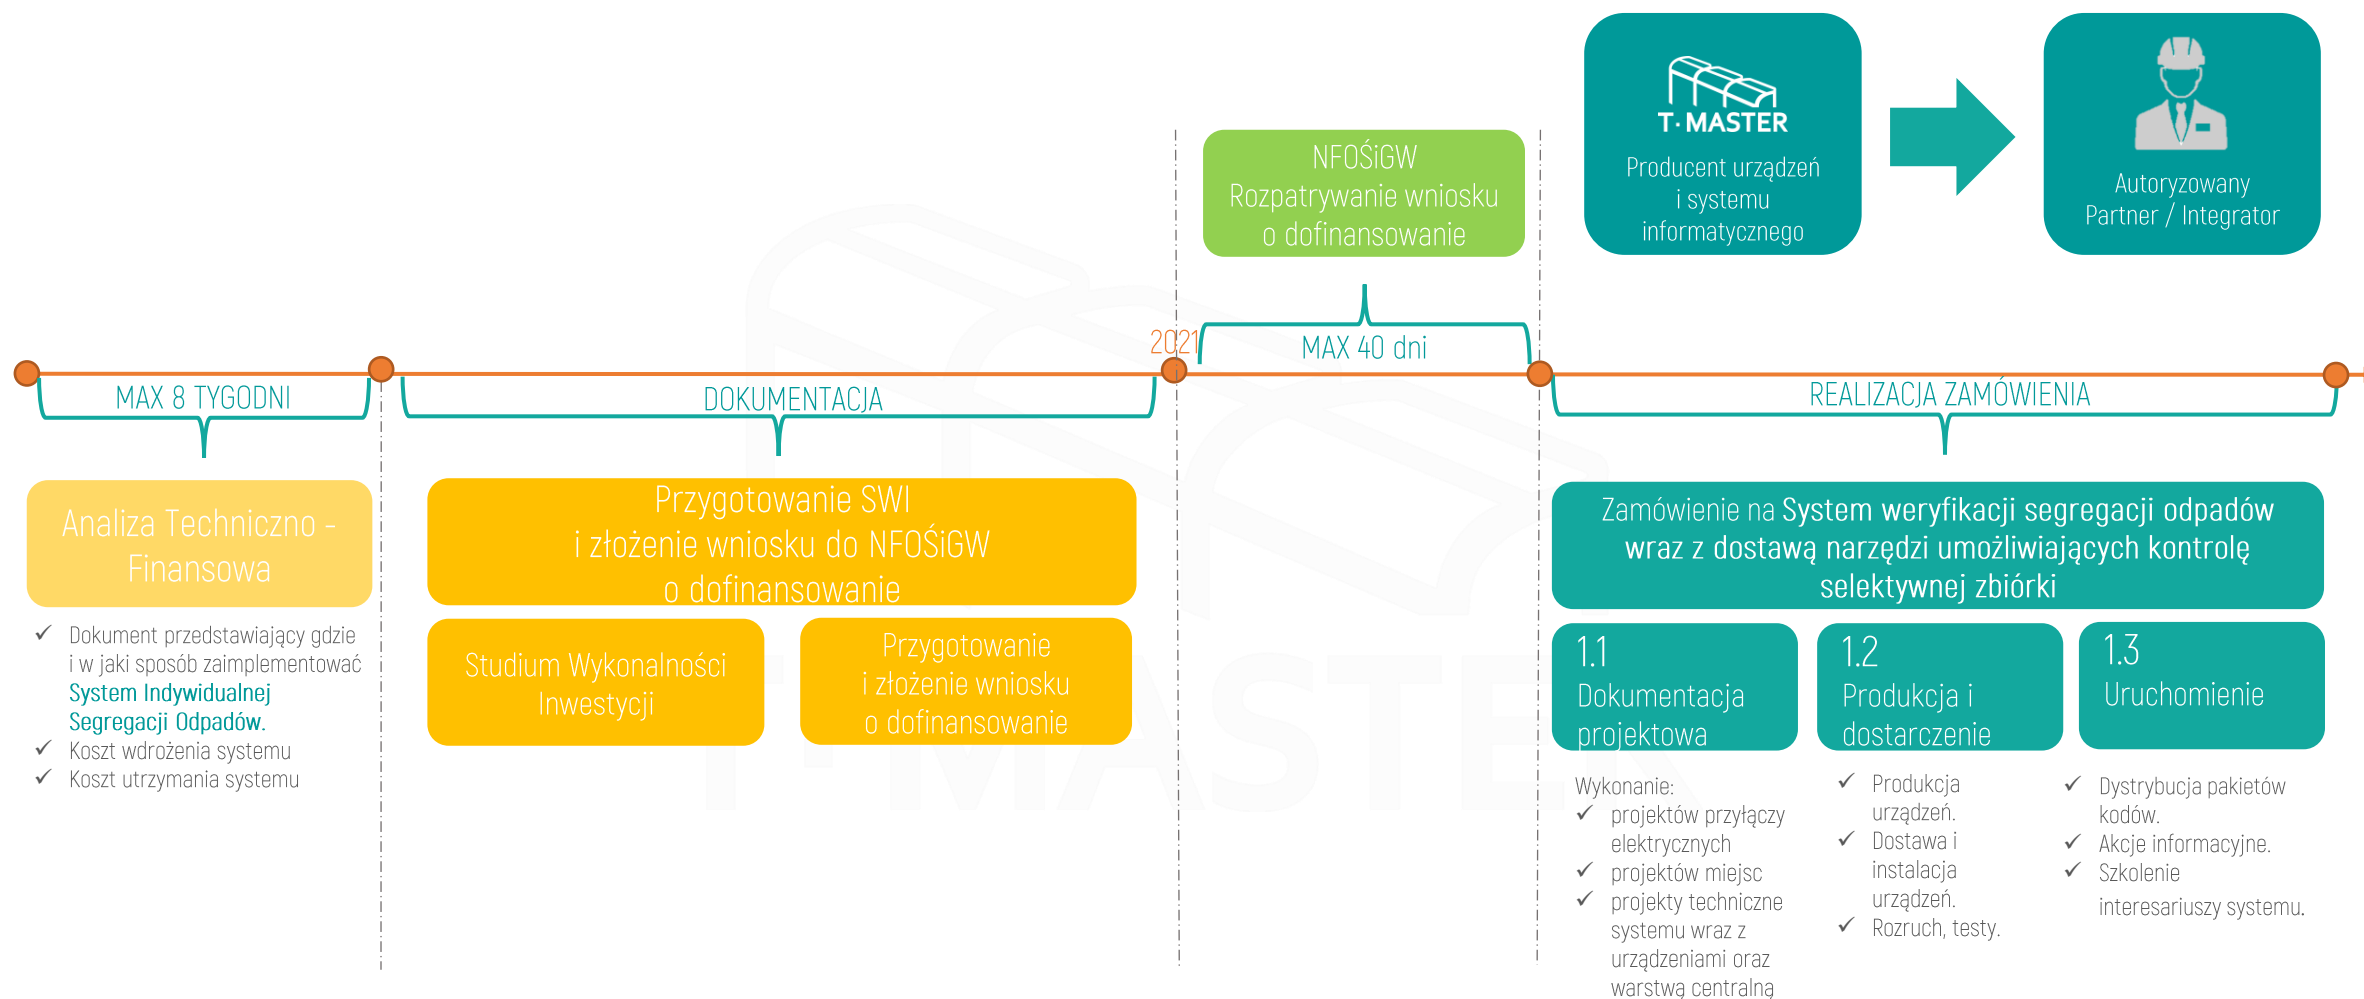 T·MASTER
Producent urządzeń
i systemu
informatycznego
Autoryzowany
Partner / Integrator
NFOŚiGW
Rozpatrywanie wniosku
o dofinansowanie
2021
MAX 40 dni
MAX 8 TYGODNI
DOKUMENTACJA
REALIZACJA ZAMÓWIENIA
Analiza Techniczno -
Finansowa
✓ Dokument przedstawiający gdzie
i w jaki sposób zaimplementować
System Indywidualnej
Segregacji Odpadów.
✓ Koszt wdrożenia systemu
✓ Koszt utrzymania systemu
Przygotowanie SWI
i złożenie wniosku do NFOŚiGW
o dofinansowanie
Studium Wykonalności
Inwestycji
Przygotowanie
i złożenie wniosku
o dofinansowanie
Zamówienie na System weryfikacji segregacji odpadów
wraz z dostawą narzędzi umożliwiających kontrolę
selektywnej zbiórki
1.1
Dokumentacja
projektowa
Wykonanie:
✓ projektów przyłączy
elektrycznych
✓ projektów miejsc
✓ projekty techniczne
systemu wraz z
urządzeniami oraz
warstwą centralną
1.2
Produkcja i
dostarczenie
✓ Produkcja
urządzeń.
✓ Dostawa i
instalacja
urządzeń.
✓ Rozruch, testy.
1.3
Uruchomienie
✓ Dystrybucja pakietów
kodów.
✓ Akcje informacyjne.
✓ Szkolenie
interesariuszy systemu.
T·MASTER